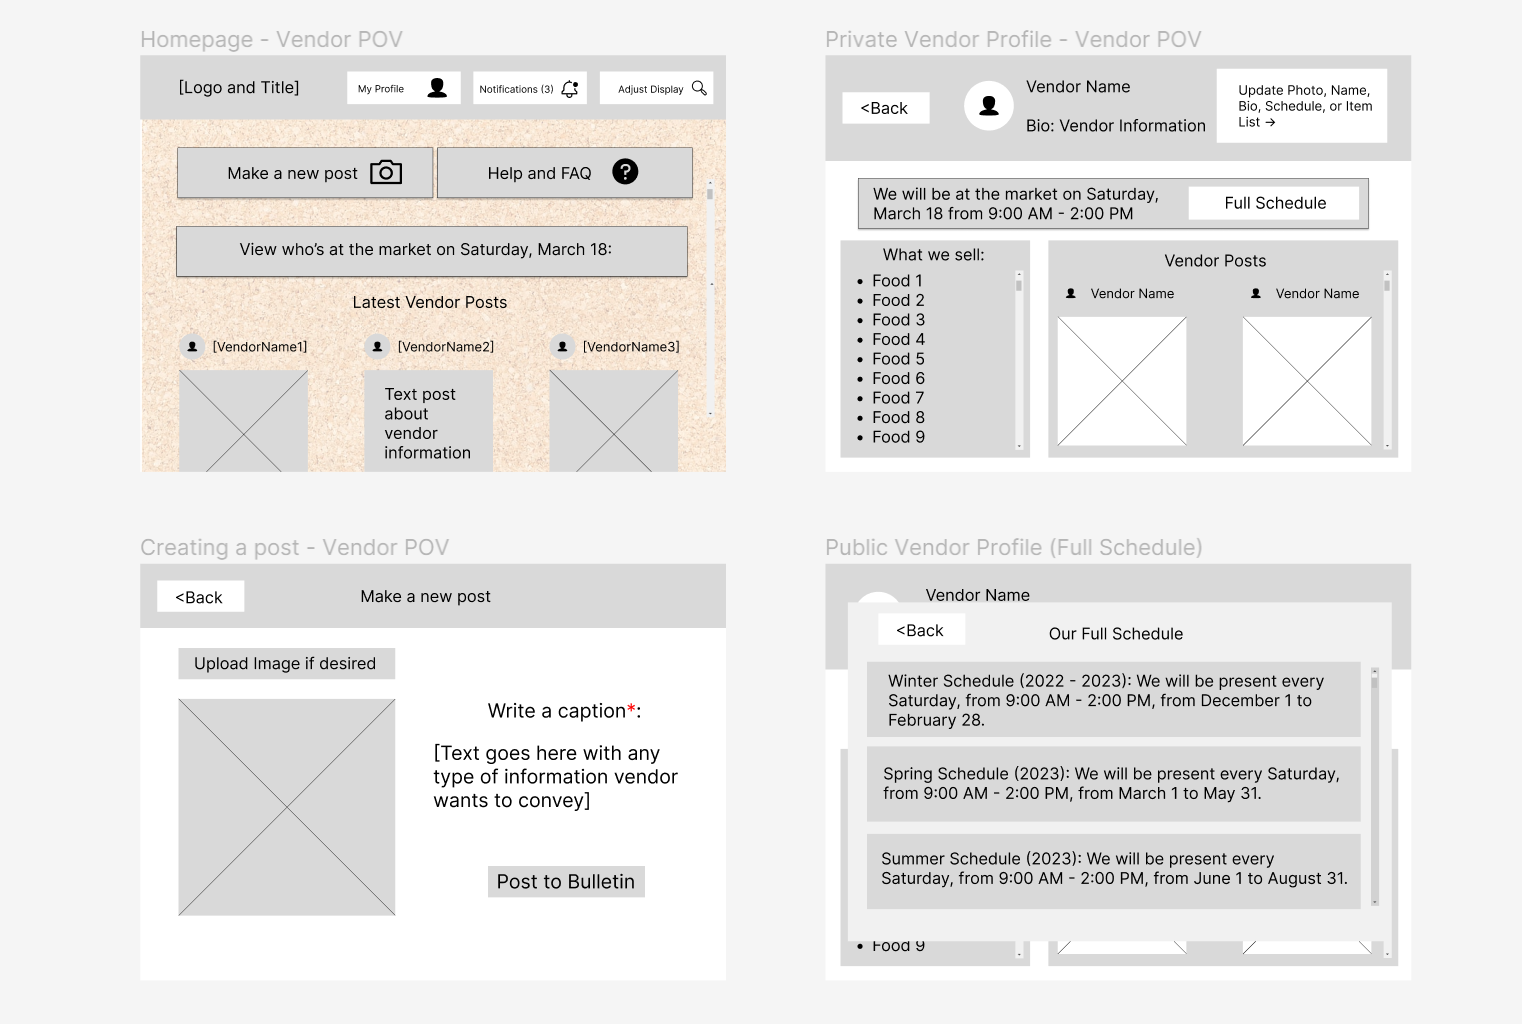 Homepage - Vendor POV
[Logo and Title]
My Profile
Notifications (3)
Adjust Display
Make a new post
Help and FAQ
?
View who's at the market on Saturday, March 18:
Latest Vendor Posts
[VendorName1]
[VendorName2]
[VendorName3]
Text post
about
vendor
information
Private Vendor Profile - Vendor POV
<Back
Vendor Name
Bio: Vendor Information
Update Photo, Name,
Bio, Schedule, or Item
List →
We will be at the market on Saturday,
March 18 from 9:00 AM - 2:00 PM
Full Schedule
What we sell:
• Food 1
• Food 2
• Food 3
• Food 4
• Food 5
• Food 6
• Food 7
• Food 8
• Food 9
Vendor Posts
Vendor Name
Vendor Name
Creating a post - Vendor POV
<Back
Make a new post
Upload Image if desired
Write a caption*:
[Text goes here with any
type of information vendor
wants to convey]
Post to Bulletin
Public Vendor Profile (Full Schedule)
Vendor Name
<Back
Our Full Schedule
Winter Schedule (2022 - 2023): We will be present every
Saturday, from 9:00 AM - 2:00 PM, from December 1 to
February 28.
Spring Schedule (2023): We will be present every Saturday,
from 9:00 AM - 2:00 PM, from March 1 to May 31.
Summer Schedule (2023): We will be present every
Saturday, from 9:00 AM - 2:00 PM, from June 1 to August 31.
• Food 9